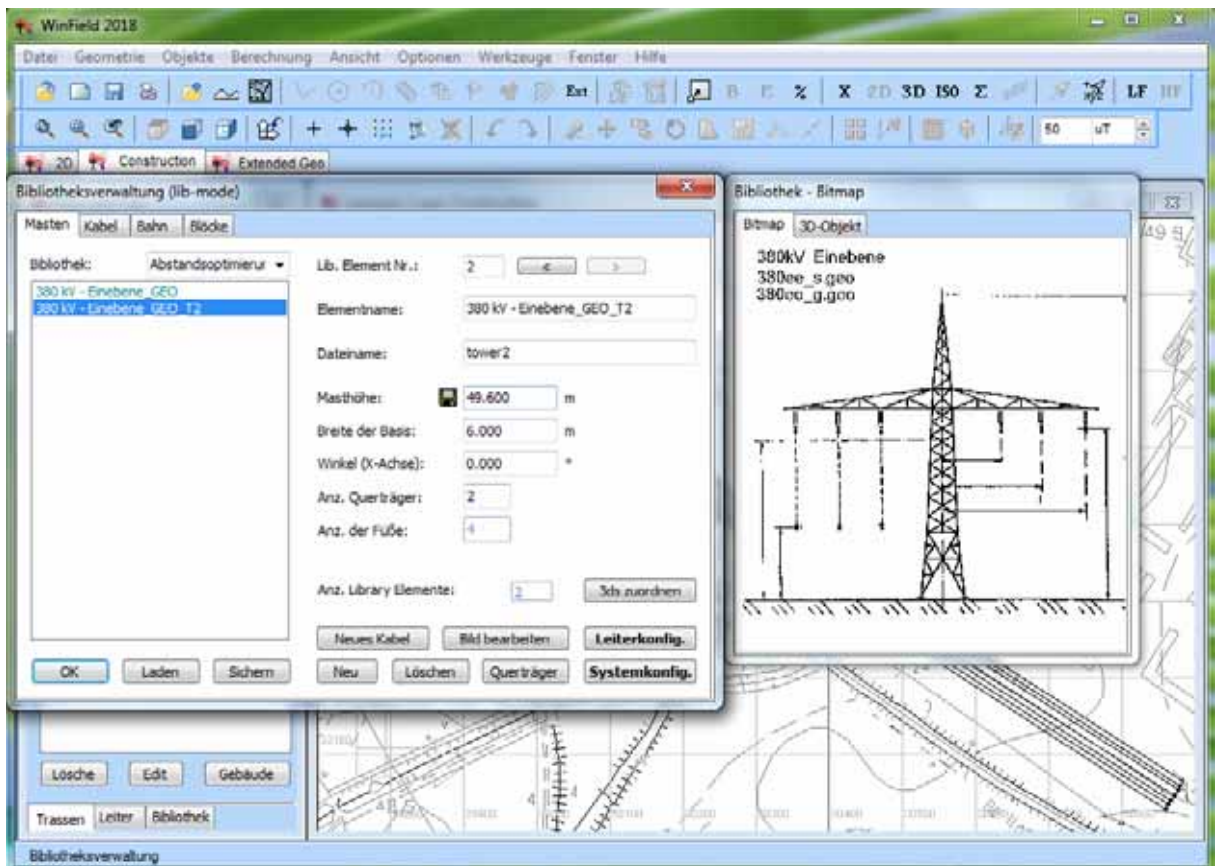 WinField 2018
Datei Geometrie Objekte Berechnung Ansicht Optionen Werkzeuge Fenster Hilfe
Ext B E % X 2D 3D ISO Σ LF HF
50 uT
2D Construction Extended Geo
Bibliotheksverwaltung (lib-mode)
Masten Kabel Bahn Blöcke
Bibliothek: Abstandsoptimierur
380 kV - Einebene_GEO
380 kV - Einebene_GEO_T2
Lib. Element Nr.: 2 < >
Elementname: 380 kV - Einebene_GEO_T2
Dateiname: tower2
Masthöhe: 49.600 m
Breite der Basis: 6.000 m
Winkel (X-Achse): 0.000 °
Anz. Querträger: 2
Anz. der Füße: 4
Anz. Library Elemente: 2 3ds zuordnen
Neues Kabel Bild bearbeiten Leiterkonfig.
OK Laden Sichern Neu Löschen Querträger Systemkonfig.
Bibliothek - Bitmap
Bitmap 3D-Objekt
380kV Einebene
380ee_s.geo
380ee_g.geo
Lösche Edit Gebäude
Trassen Leiter Bibliothek
Bibliotheksverwaltung